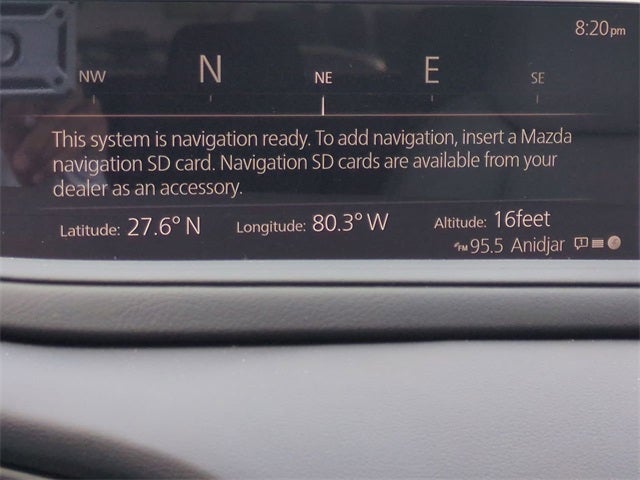 8:20pm
NW N NE E SE
This system is navigation ready. To add navigation, insert a Mazda
navigation SD card. Navigation SD cards are available from your
dealer as an accessory.
Latitude: 27.6° N Longitude: 80.3° W Altitude: 16feet
FM 95.5 Anidjar